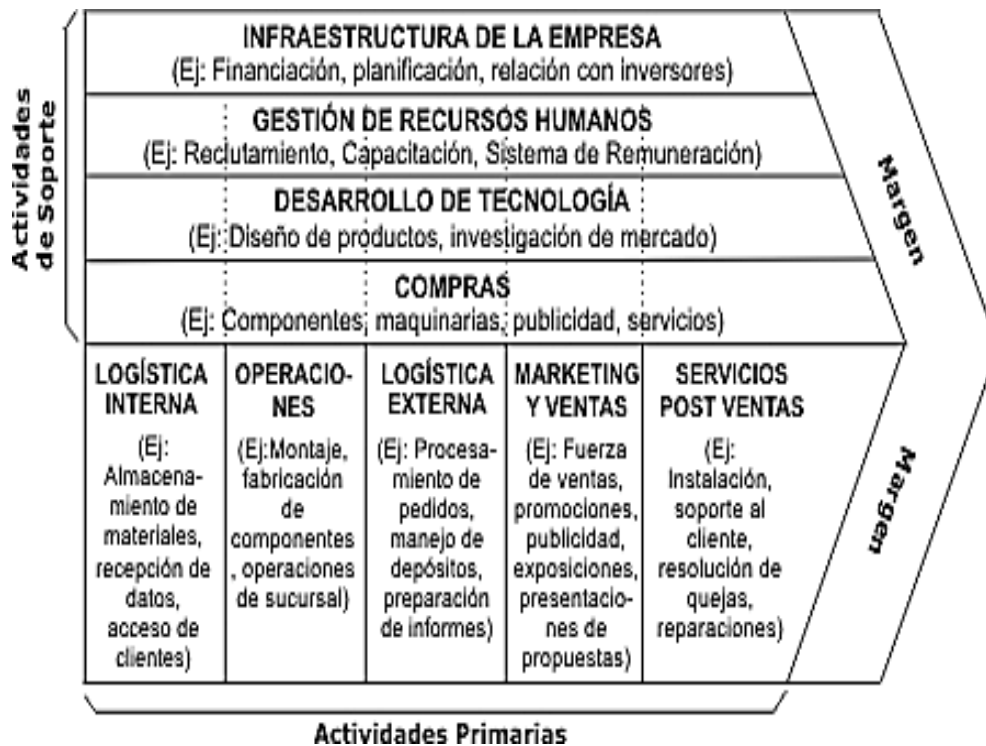 Actividades
de Soporte
INFRAESTRUCTURA DE LA EMPRESA
(Ej: Financiación, planificación, relación con inversores)
GESTIÓN DE RECURSOS HUMANOS
(Ej: Reclutamiento, Capacitación, Sistema de Remuneración)
DESARROLLO DE TECNOLOGÍA
(Ej: Diseño de productos, investigación de mercado)
COMPRAS
(Ej: Componentes, maquinarias, publicidad, servicios)
Margen
LOGÍSTICA
INTERNA
(Ej:
Almacena-
miento de
materiales,
recepción de
datos,
acceso de
clientes)
OPERACIO-
NES
(Ej:Montaje,
fabricación
de
componentes
, operaciones
de sucursal)
LOGÍSTICA
EXTERNA
(Ej: Procesa-
miento de
pedidos,
manejo de
depósitos,
preparación
de informes)
MARKETING
Y VENTAS
(Ej: Fuerza
de ventas,
promociones,
publicidad,
exposiciones,
presentacio-
nes de
propuestas)
SERVICIOS
POST VENTAS
(Ej:
Instalación,
soporte al
cliente,
resolución de
quejas,
reparaciones)
Margen
Actividades Primarias